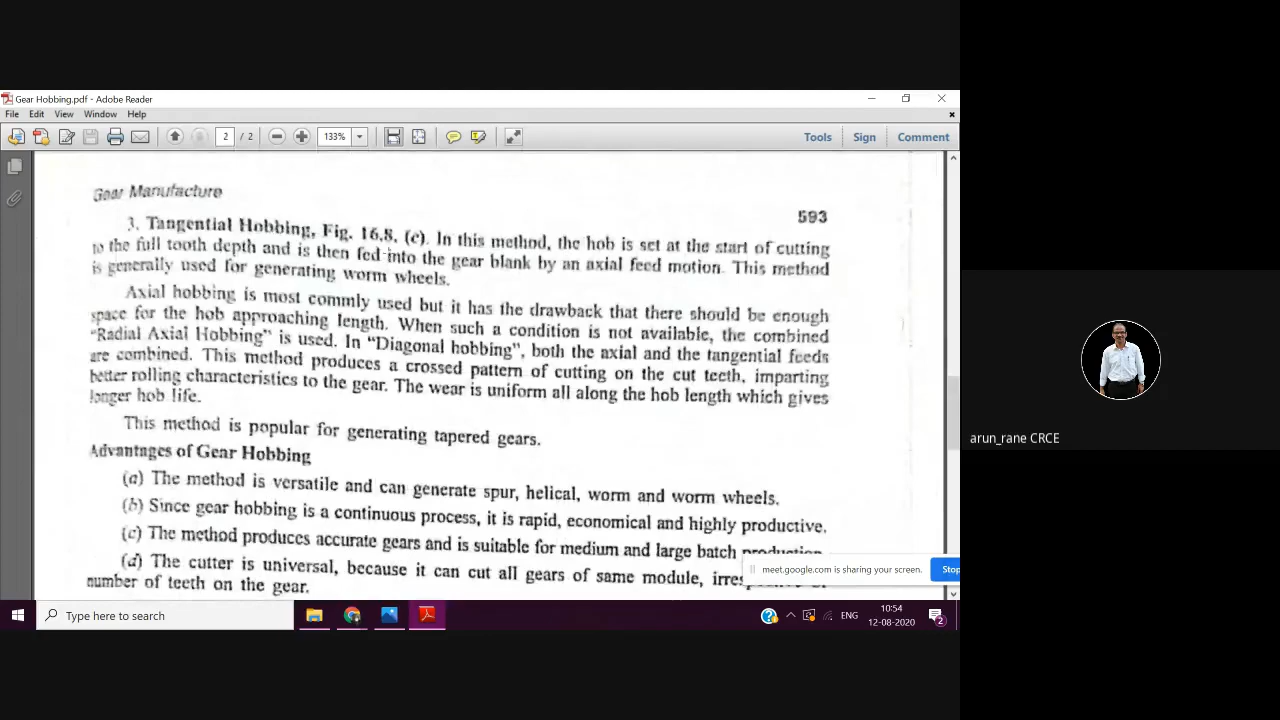 Gear Hobbing.pdf - Adobe Reader
File Edit View Window Help
2 / 2 133% Tools Sign Comment
Gear Manufacture
593
3. Tangential Hobbing, Fig. 16.8, (c). In this method, the hob is set at the start of cutting
to the full tooth depth and is then fed into the gear blank by an axial feed motion. This method
is generally used for generating worm wheels.
Axial hobbing is most commly used but it has the drawback that there should be enough
space for the hob approaching length. When such a condition is not available, the combined
"Radial Axial Hobbing" is used. In "Diagonal hobbing", both the axial and the tangential feeds
are combined. This method produces a crossed pattern of cutting on the cut teeth, imparting
better rolling characteristics to the gear. The wear is uniform all along the hob length which gives
longer hob life.
This method is popular for generating tapered gears.
Advantages of Gear Hobbing
(a) The method is versatile and can generate spur, helical, worm and worm wheels.
(b) Since gear hobbing is a continuous process, it is rapid, economical and highly productive.
(c) The method produces accurate gears and is suitable for medium and large batch production.
(d) The cutter is universal, because it can cut all gears of same module,
number of teeth on the gear.
meet.google.com is sharing your screen. Stop
Type here to search
ENG
10:54
12-08-2020
2
arun_rane CRCE